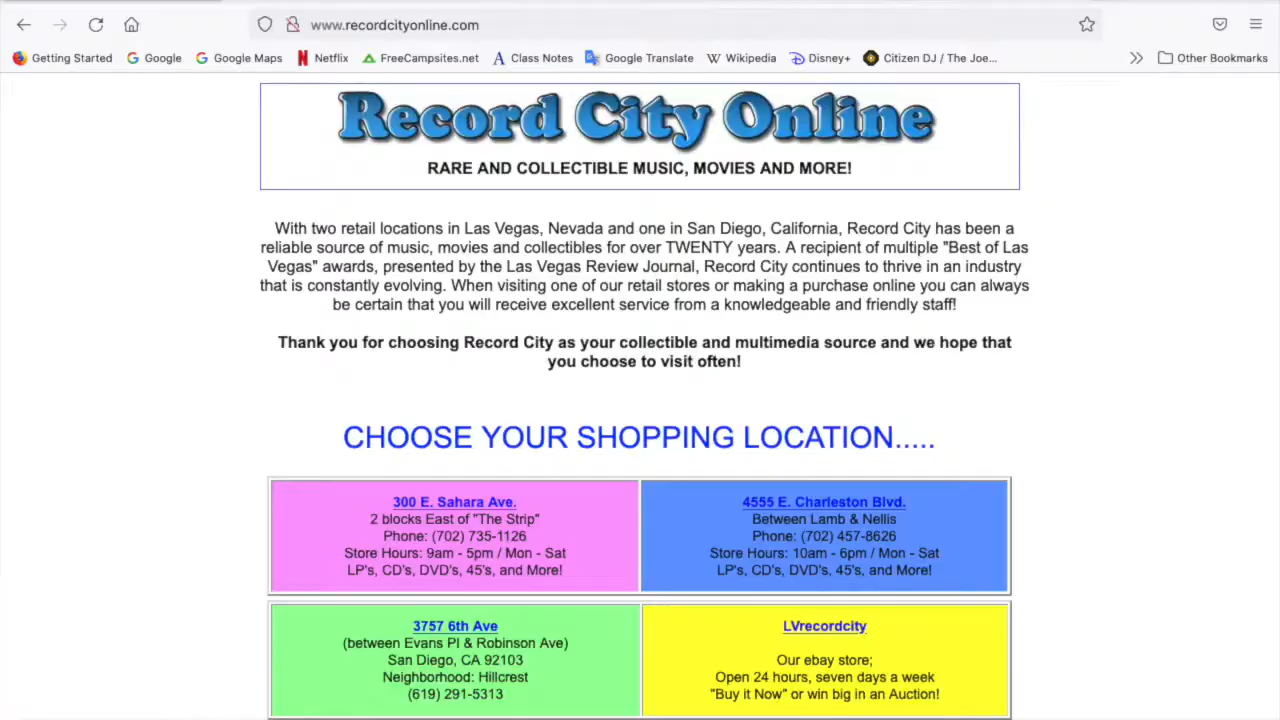 www.recordcityonline.com
Getting Started Google Google Maps Netflix FreeCampsites.net Class Notes Google Translate Wikipedia Disney+ Citizen DJ / The Joe... Other Bookmarks
Record City Online
RARE AND COLLECTIBLE MUSIC, MOVIES AND MORE!
With two retail locations in Las Vegas, Nevada and one in San Diego, California, Record City has been a
reliable source of music, movies and collectibles for over TWENTY years. A recipient of multiple "Best of Las
Vegas" awards, presented by the Las Vegas Review Journal, Record City continues to thrive in an industry
that is constantly evolving. When visiting one of our retail stores or making a purchase online you can always
be certain that you will receive excellent service from a knowledgeable and friendly staff!
Thank you for choosing Record City as your collectible and multimedia source and we hope that
you choose to visit often!
CHOOSE YOUR SHOPPING LOCATION.....
300 E. Sahara Ave.
2 blocks East of "The Strip"
Phone: (702) 735-1126
Store Hours: 9am - 5pm / Mon - Sat
LP's, CD's, DVD's, 45's, and More!
4555 E. Charleston Blvd.
Between Lamb & Nellis
Phone: (702) 457-8626
Store Hours: 10am - 6pm / Mon - Sat
LP's, CD's, DVD's, 45's, and More!
3757 6th Ave
(between Evans Pl & Robinson Ave)
San Diego, CA 92103
Neighborhood: Hillcrest
(619) 291-5313
LVrecordcity
Our ebay store;
Open 24 hours, seven days a week
"Buy it Now" or win big in an Auction!